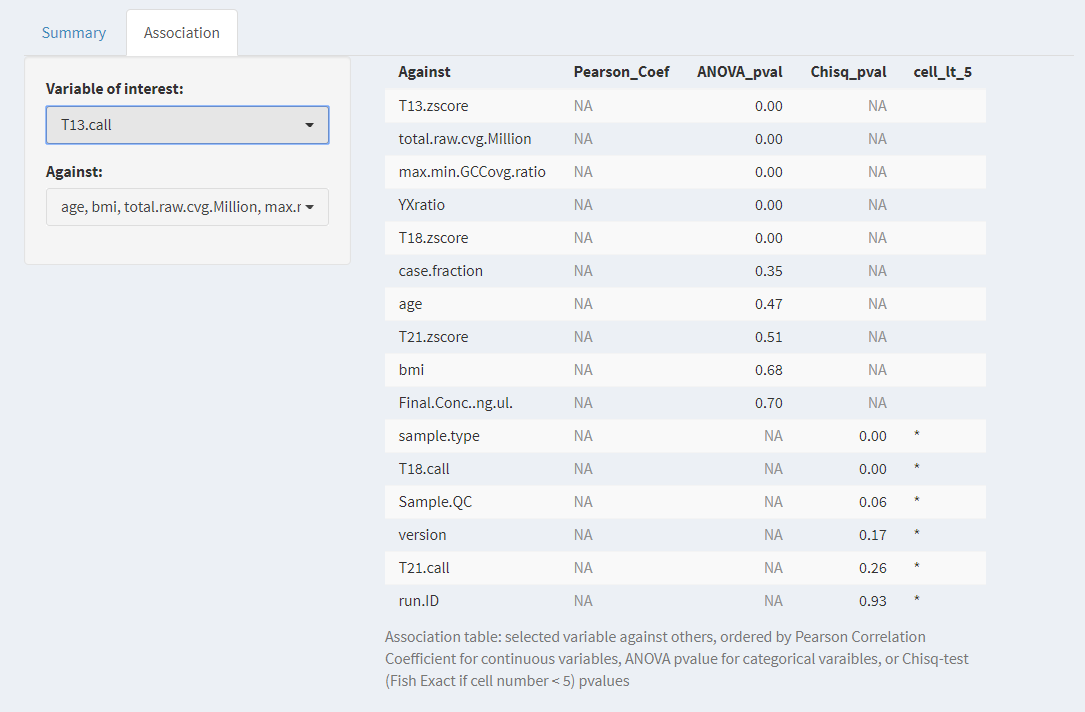 Summary
Association
Variable of interest:
T13.call
Against:
age, bmi, total.raw.cvg.Million, max.r
Against Pearson_Coef ANOVA_pval Chisq_pval cell_lt_5
T13.zscore NA 0.00 NA
total.raw.cvg.Million NA 0.00 NA
max.min.GCCovg.ratio NA 0.00 NA
YXratio NA 0.00 NA
T18.zscore NA 0.00 NA
case.fraction NA 0.35 NA
age NA 0.47 NA
T21.zscore NA 0.51 NA
bmi NA 0.68 NA
Final.Conc..ng.ul. NA 0.70 NA
sample.type NA NA 0.00 *
T18.call NA NA 0.00 *
Sample.QC NA NA 0.06 *
version NA NA 0.17 *
T21.call NA NA 0.26 *
run.ID NA NA 0.93 *
Association table: selected variable against others, ordered by Pearson Correlation
Coefficient for continuous variables, ANOVA pvalue for categorical varaibles, or Chisq-test
(Fish Exact if cell number < 5) pvalues